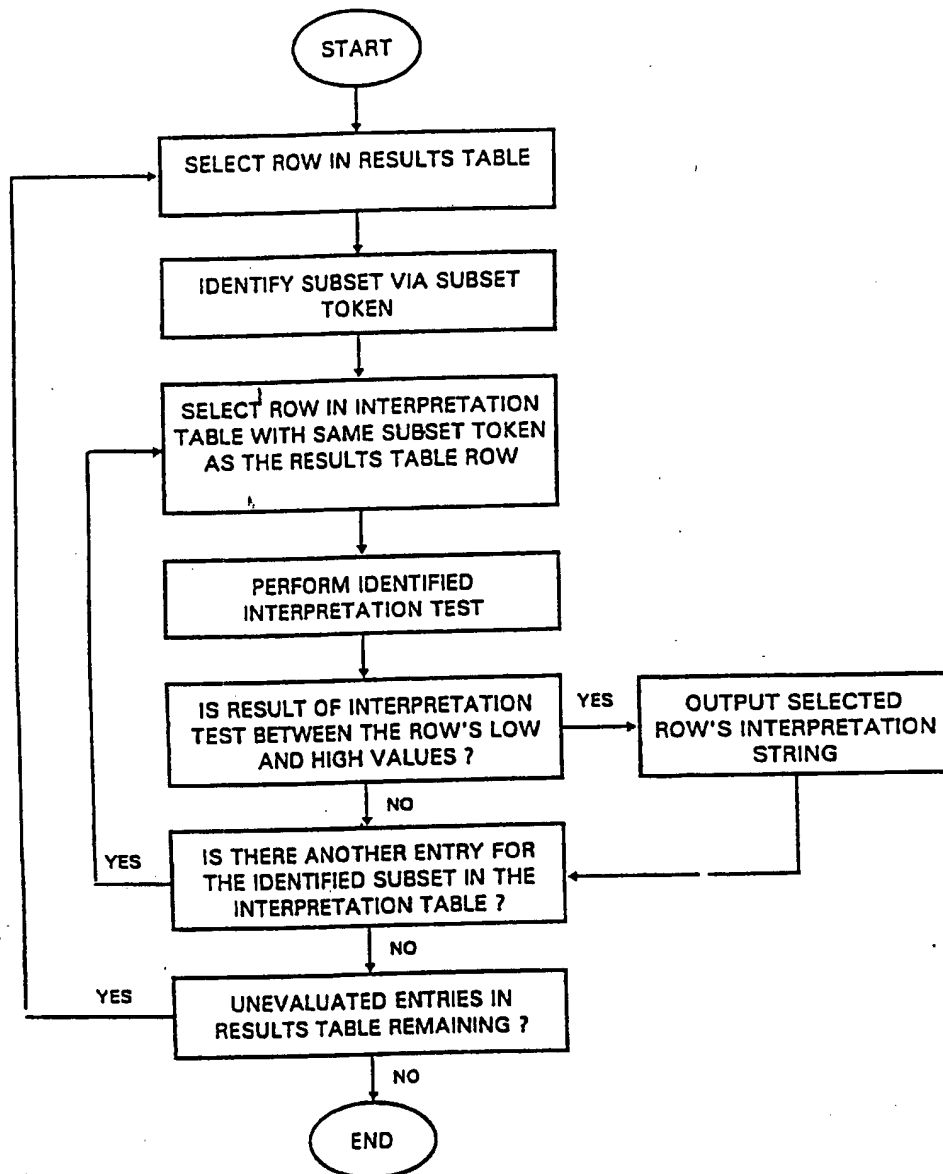 START
SELECT ROW IN RESULTS TABLE
IDENTIFY SUBSET VIA SUBSET
TOKEN
SELECT ROW IN INTERPRETATION
TABLE WITH SAME SUBSET TOKEN
AS THE RESULTS TABLE ROW
PERFORM IDENTIFIED
INTERPRETATION TEST
IS RESULT OF INTERPRETATION
TEST BETWEEN THE ROW'S LOW
AND HIGH VALUES ?
YES
OUTPUT SELECTED
ROW'S INTERPRETATION
STRING
NO
YES
IS THERE ANOTHER ENTRY FOR
THE IDENTIFIED SUBSET IN THE
INTERPRETATION TABLE ?
NO
YES
UNEVALUATED ENTRIES IN
RESULTS TABLE REMAINING ?
NO
END